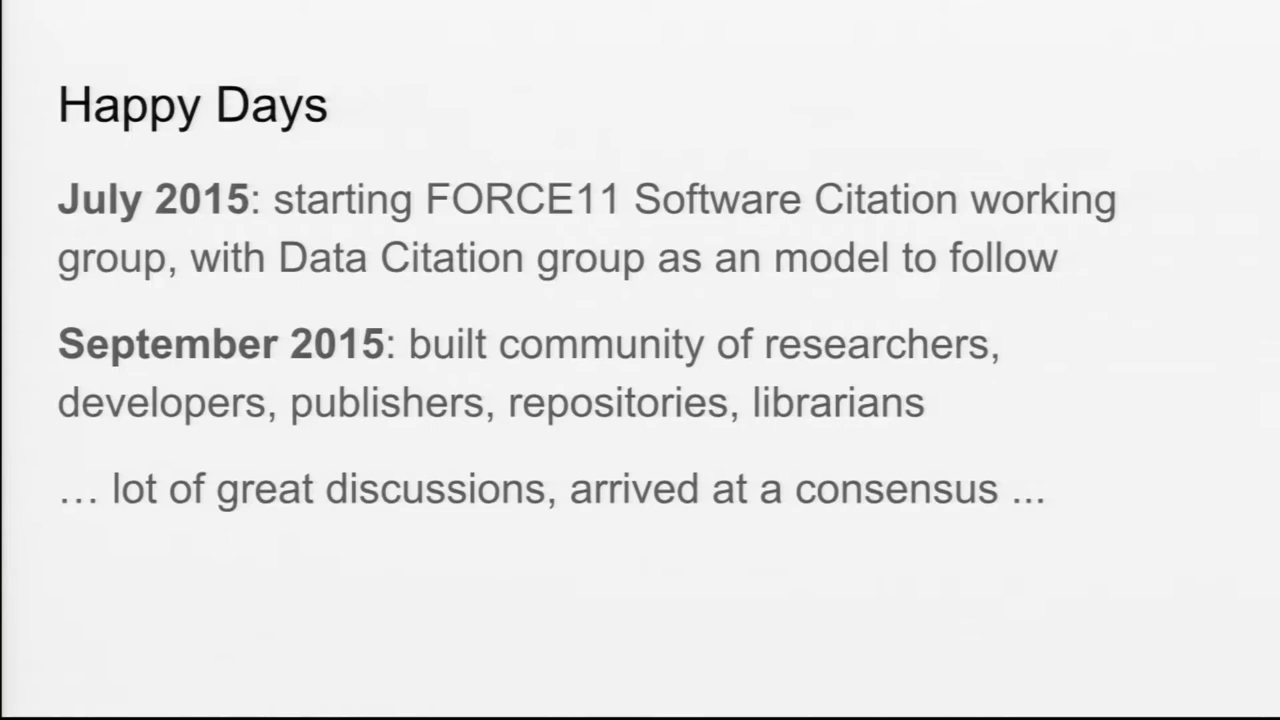 Happy Days
July 2015: starting FORCE11 Software Citation working
group, with Data Citation group as an model to follow
September 2015: built community of researchers,
developers, publishers, repositories, librarians
… lot of great discussions, arrived at a consensus ...